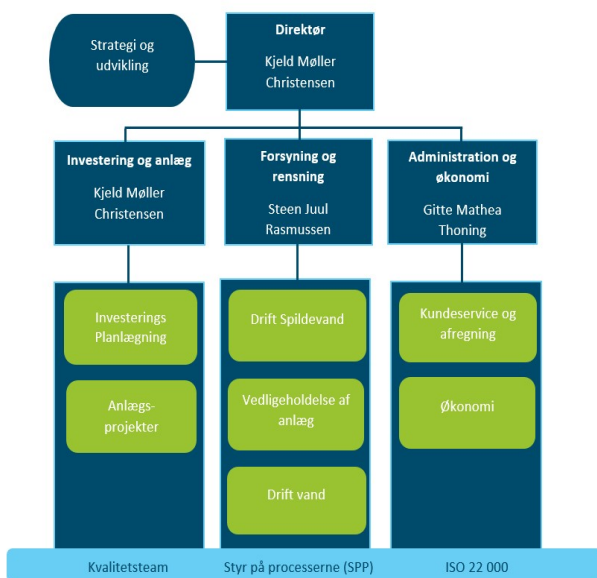 Strategi og
udvikling
Direktør
Kjeld Møller
Christensen
Investering og anlæg
Kjeld Møller
Christensen
Forsyning og
rensning
Steen Juul
Rasmussen
Administration og
økonomi
Gitte Mathea
Thoning
Investerings
Planlægning
Anlægs-
projekter
Drift Spildevand
Vedligeholdelse af
anlæg
Drift vand
Kundeservice og
afregning
Økonomi
Kvalitetsteam
Styr på processerne (SPP)
ISO 22 000